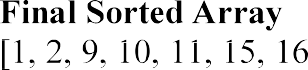 Final Sorted Array
[1, 2, 9, 10, 11, 15, 16